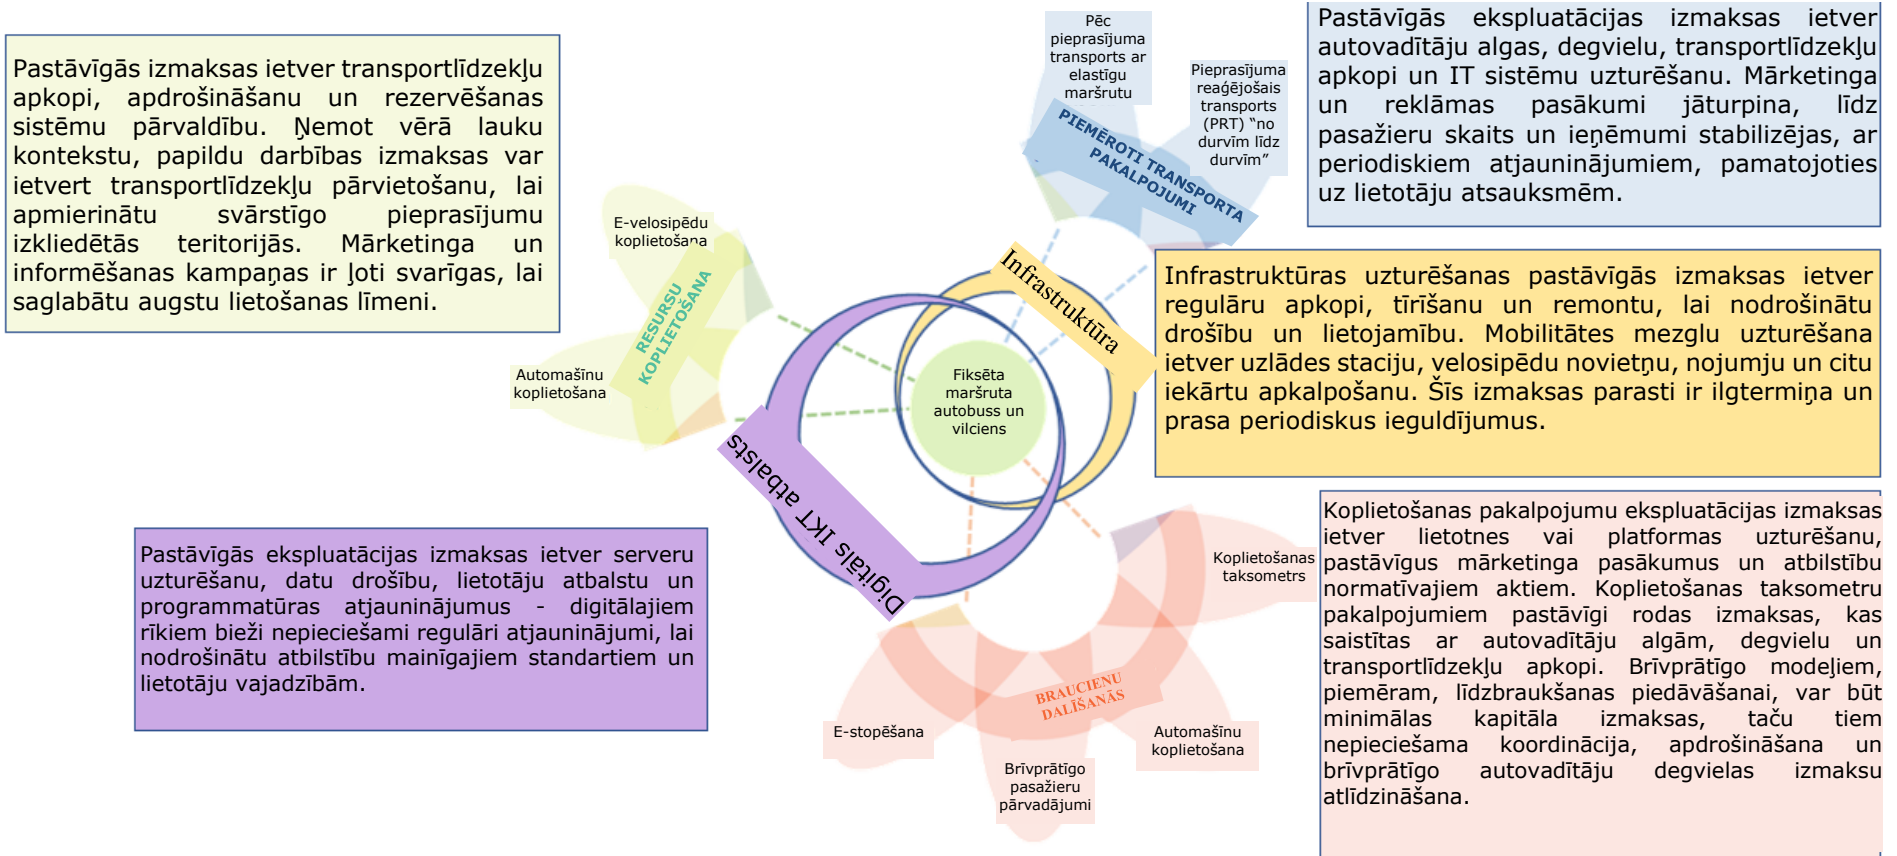 Pastāvīgās izmaksas ietver transportlīdzekļu
apkopi, apdrošināšanu un rezervēšanas
sistēmu pārvaldību. Ņemot vērā lauku
kontekstu, papildu darbības izmaksas var
ietvert transportlīdzekļu pārvietošanu, lai
apmierinātu svārstīgo pieprasījumu
izkliedētās teritorijās. Mārketinga un
informēšanas kampaņas ir ļoti svarīgas, lai
saglabātu augstu lietošanas līmeni.
Pēc
pieprasījuma
transports ar
elastīgu
maršrutu
Pieprasījuma
reaģējošais
transports
(PRT) “no
durvīm līdz
durvīm”
PIEMĒROTI TRANSPORTA
PAKALPOJUMI
Pastāvīgās ekspluatācijas izmaksas ietver
autovadītāju algas, degvielu, transportlīdzekļu
apkopi un IT sistēmu uzturēšanu. Mārketinga
un reklāmas pasākumi jāturpina, līdz
pasažieru skaits un ieņēmumi stabilizējas, ar
periodiskiem atjauninājumiem, pamatojoties
uz lietotāju atsauksmēm.
E-velosipēdu
koplietošana
RESURSU
KOPLIETOŠANA
Automašīnu
koplietošana
Infrastruktūra
Infrastruktūras uzturēšanas pastāvīgās izmaksas ietver
regulāru apkopi, tīrīšanu un remontu, lai nodrošinātu
drošību un lietojamību. Mobilitātes mezglu uzturēšana
ietver uzlādes staciju, velosipēdu novietņu, nojumju un citu
iekārtu apkalpošanu. Šīs izmaksas parasti ir ilgtermiņa un
prasa periodiskus ieguldījumus.
Fiksēta
maršruta
autobuss un
vilciens
Digitāls IKT atbalsts
Pastāvīgās ekspluatācijas izmaksas ietver serveru
uzturēšanu, datu drošību, lietotāju atbalstu un
programmatūras atjauninājumus - digitālajiem
rīkiem bieži nepieciešami regulāri atjauninājumi, lai
nodrošinātu atbilstību mainīgajiem standartiem un
lietotāju vajadzībām.
Koplietošanas
taksometrs
BRAUCIENU
DALĪŠANĀS
E-stopēšana
Brīvprātīgo
pasažieru
pārvadājumi
Automašīnu
koplietošana
Koplietošanas pakalpojumu ekspluatācijas izmaksas
ietver lietotnes vai platformas uzturēšanu,
pastāvīgus mārketinga pasākumus un atbilstību
normatīvajiem aktiem. Koplietošanas taksometru
pakalpojumiem pastāvīgi rodas izmaksas, kas
saistītas ar autovadītāju algām, degvielu un
transportlīdzekļu apkopi. Brīvprātīgo modeļiem,
piemēram, līdzbraukšanas piedāvāšanai, var būt
minimālas kapitāla izmaksas, taču tiem
nepieciešama koordinācija, apdrošināšana un
brīvprātīgo autovadītāju degvielas izmaksu
atlīdzināšana.